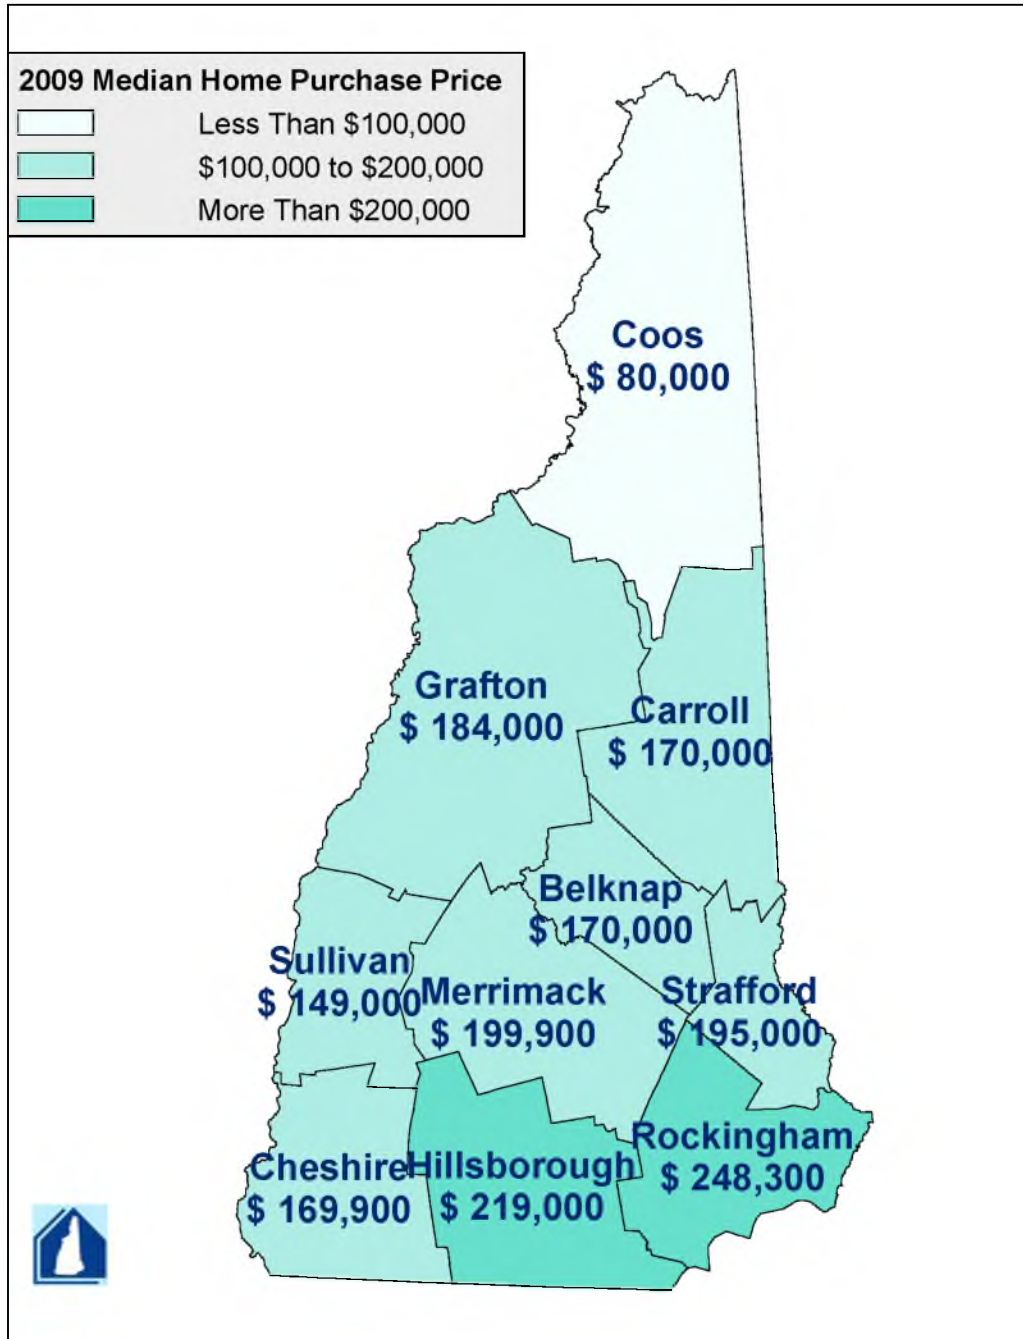 2009 Median Home Purchase Price
Less Than $100,000
$100,000 to $200,000
More Than $200,000
Coos
$ 80,000
Grafton
$ 184,000
Carroll
$ 170,000
Belknap
$ 170,000
Sullivan
$ 149,000
Merrimack
$ 199,900
Strafford
$ 195,000
Rockingham
$ 248,300
Cheshire
$ 169,900
Hillsborough
$ 219,000